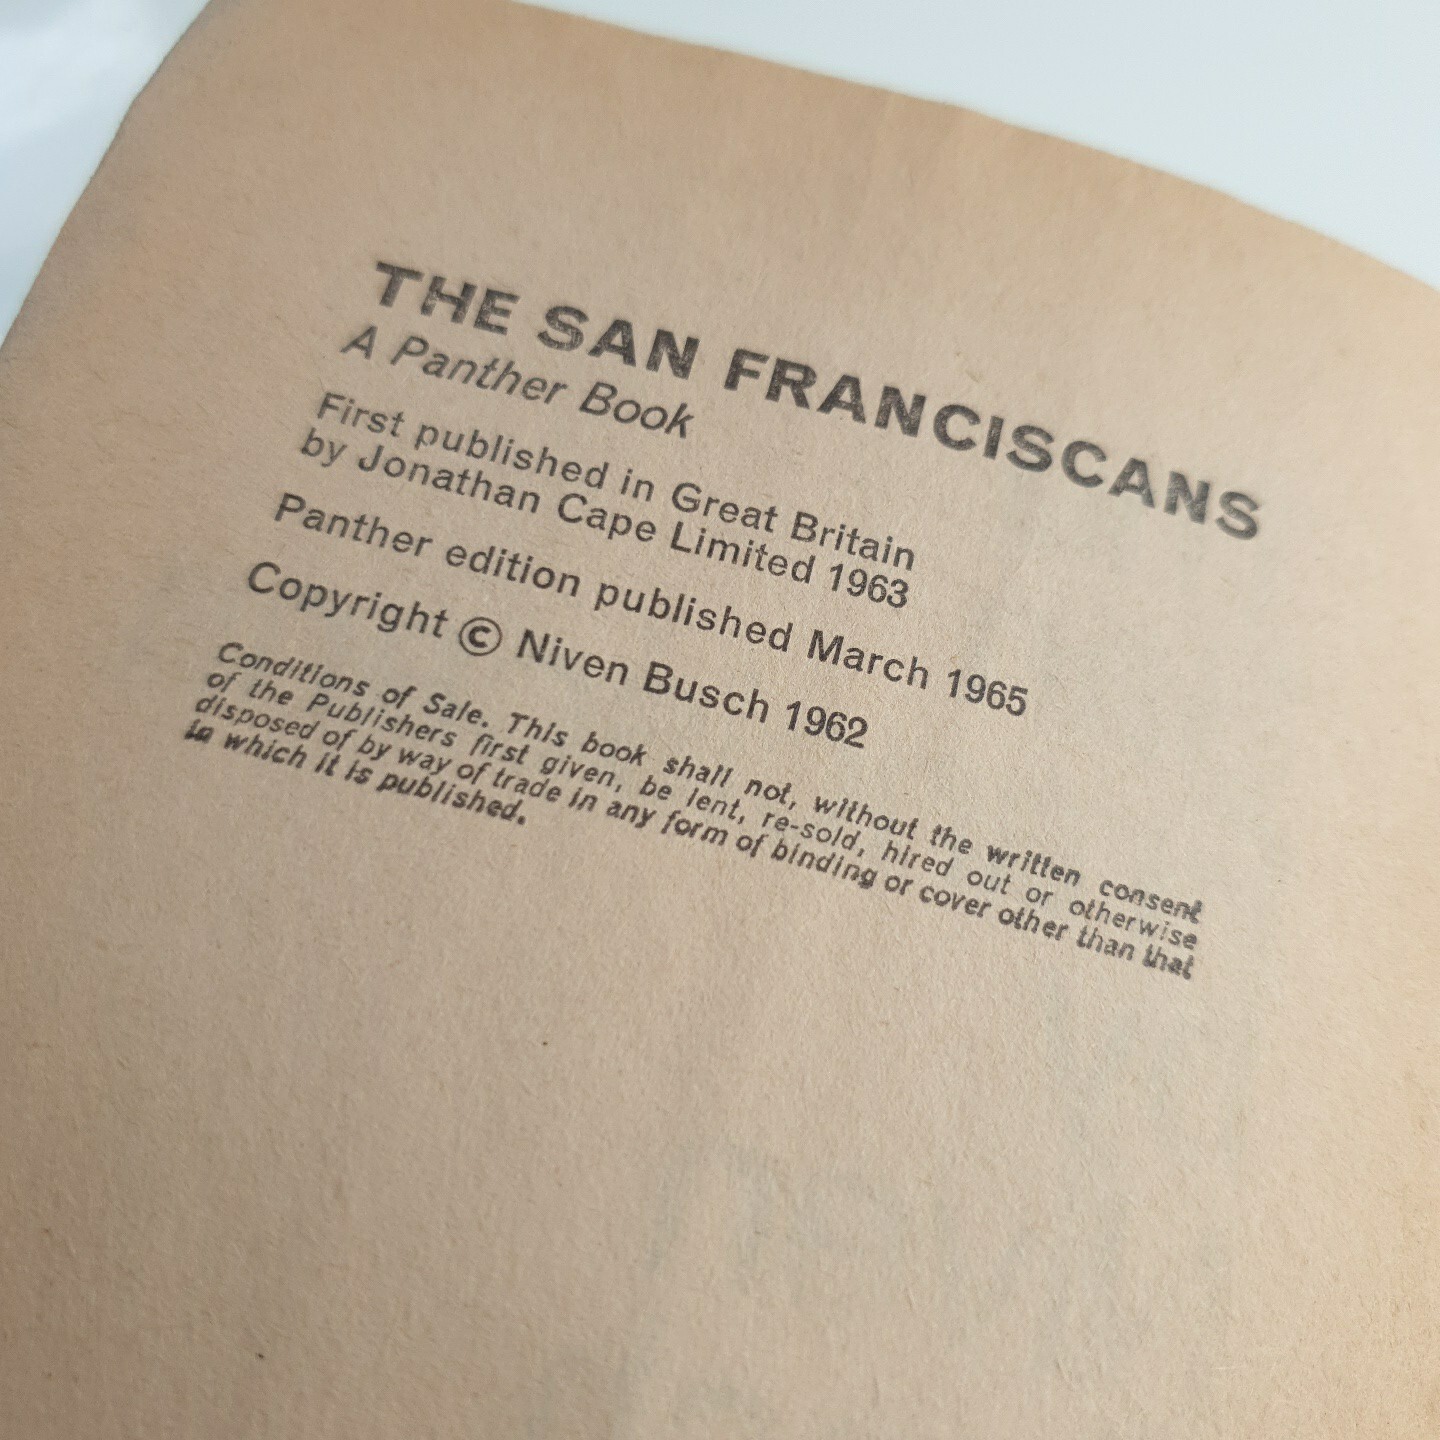 THE SAN FRANCISCANS
A Panther Book
First published in Great Britain
by Jonathan Cape Limited 1963
Panther edition published March 1965
Copyright © Niven Busch 1962
Conditions of Sale. This book shall not, without the written consent
of the Publishers first given, be lent, re-sold, hired out or otherwise
disposed of by way of trade in any form of binding or cover other than that
in which it is published.